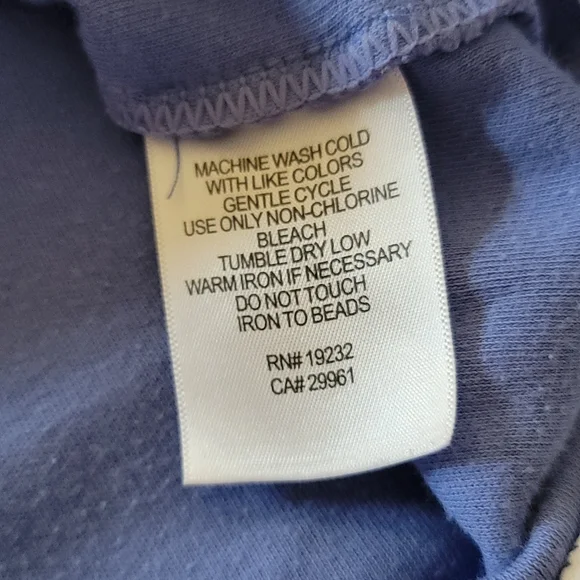 MACHINE WASH COLD
WITH LIKE COLORS
GENTLE CYCLE
USE ONLY NON-CHLORINE
BLEACH
TUMBLE DRY LOW
WARM IRON IF NECESSARY
DO NOT TOUCH
IRON TO BEADS
RN# 19232
CA# 29961